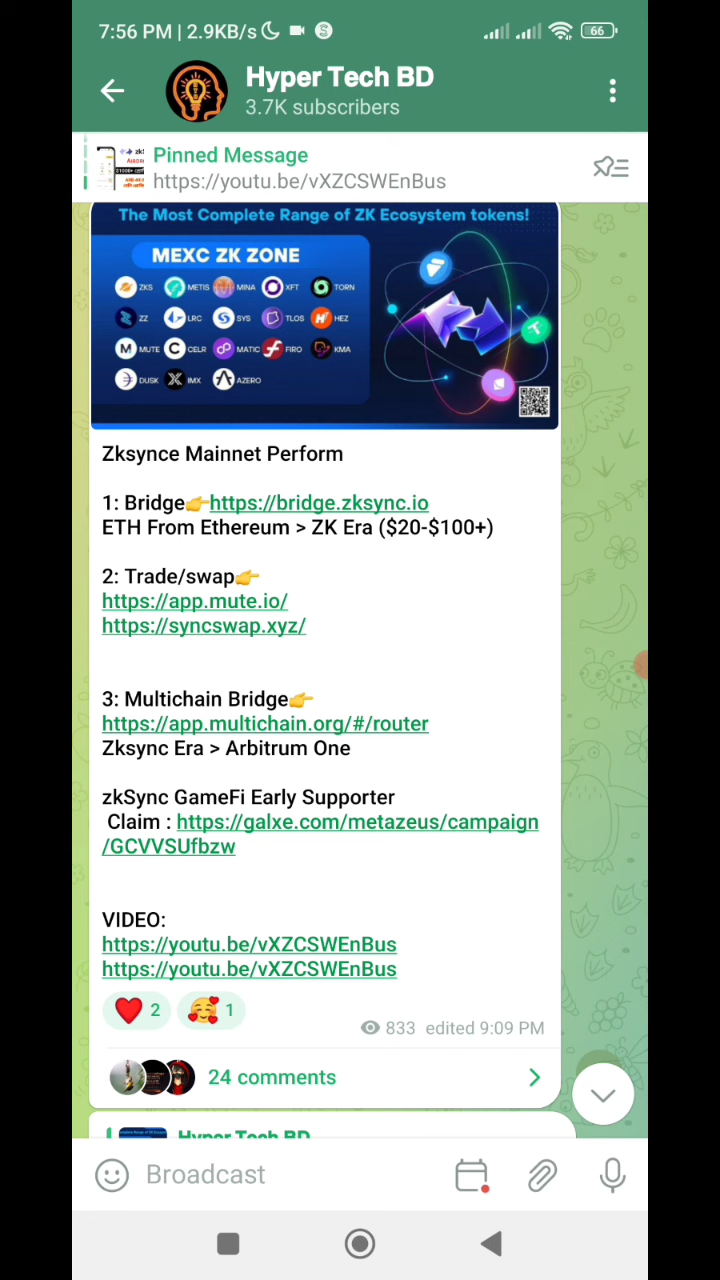 7:56 PM | 2.9KB/s
66
Hyper Tech BD
3.7K subscribers
Pinned Message
https://youtu.be/vXZCSWEnBus
The Most Complete Range of ZK Ecosystem tokens!
MEXC ZK ZONE
ZKS METIS MINA XFT TORN
ZZ LRC SYS TLOS HEZ
MUTE CELR MATIC FIRO KMA
DUSK IMX AZERO
Zksynce Mainnet Perform
1: Bridge👉https://bridge.zksync.io
ETH From Ethereum > ZK Era ($20-$100+)
2: Trade/swap👉
https://app.mute.io/
https://syncswap.xyz/
3: Multichain Bridge👉
https://app.multichain.org/#/router
Zksync Era > Arbitrum One
zkSync GameFi Early Supporter
Claim : https://galxe.com/metazeus/campaign
/GCVVSUfbzw
VIDEO:
https://youtu.be/vXZCSWEnBus
https://youtu.be/vXZCSWEnBus
❤️ 2 🥰 1
833 edited 9:09 PM
24 comments
Hyper Tech BD
Broadcast